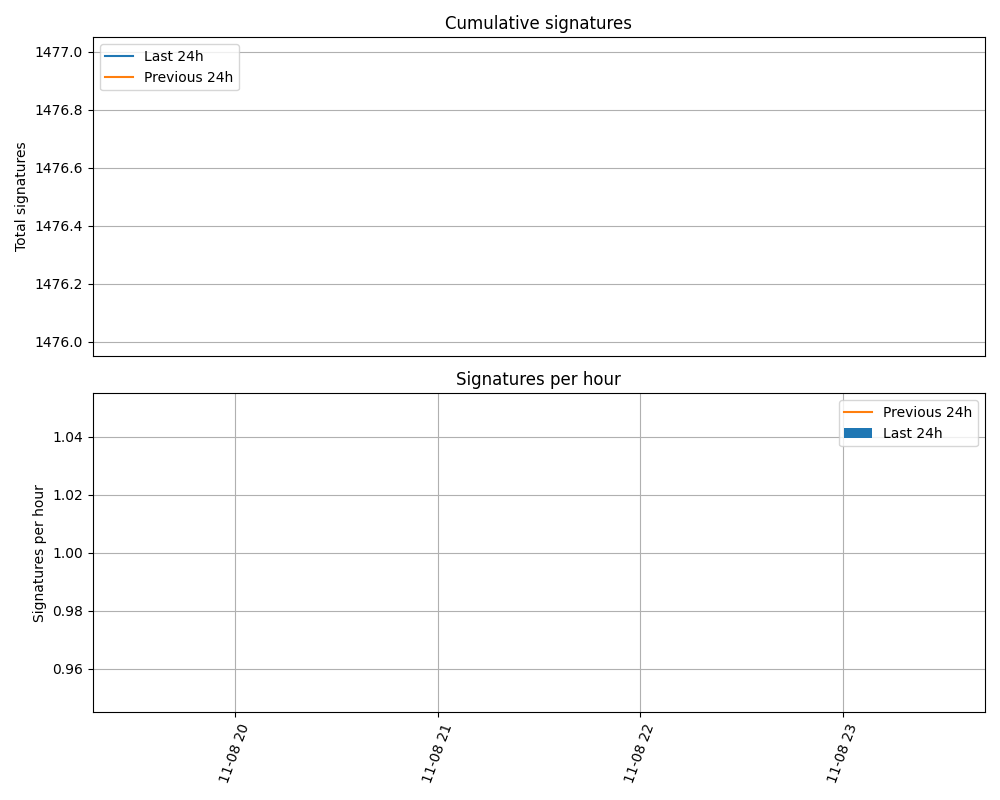 Cumulative signatures
Last 24h
Previous 24h
1477.0
1476.8
1476.6
1476.4
1476.2
1476.0
Total signatures
Signatures per hour
Previous 24h
Last 24h
1.04
1.02
1.00
0.98
0.96
Signatures per hour
11-08 20
11-08 21
11-08 22
11-08 23